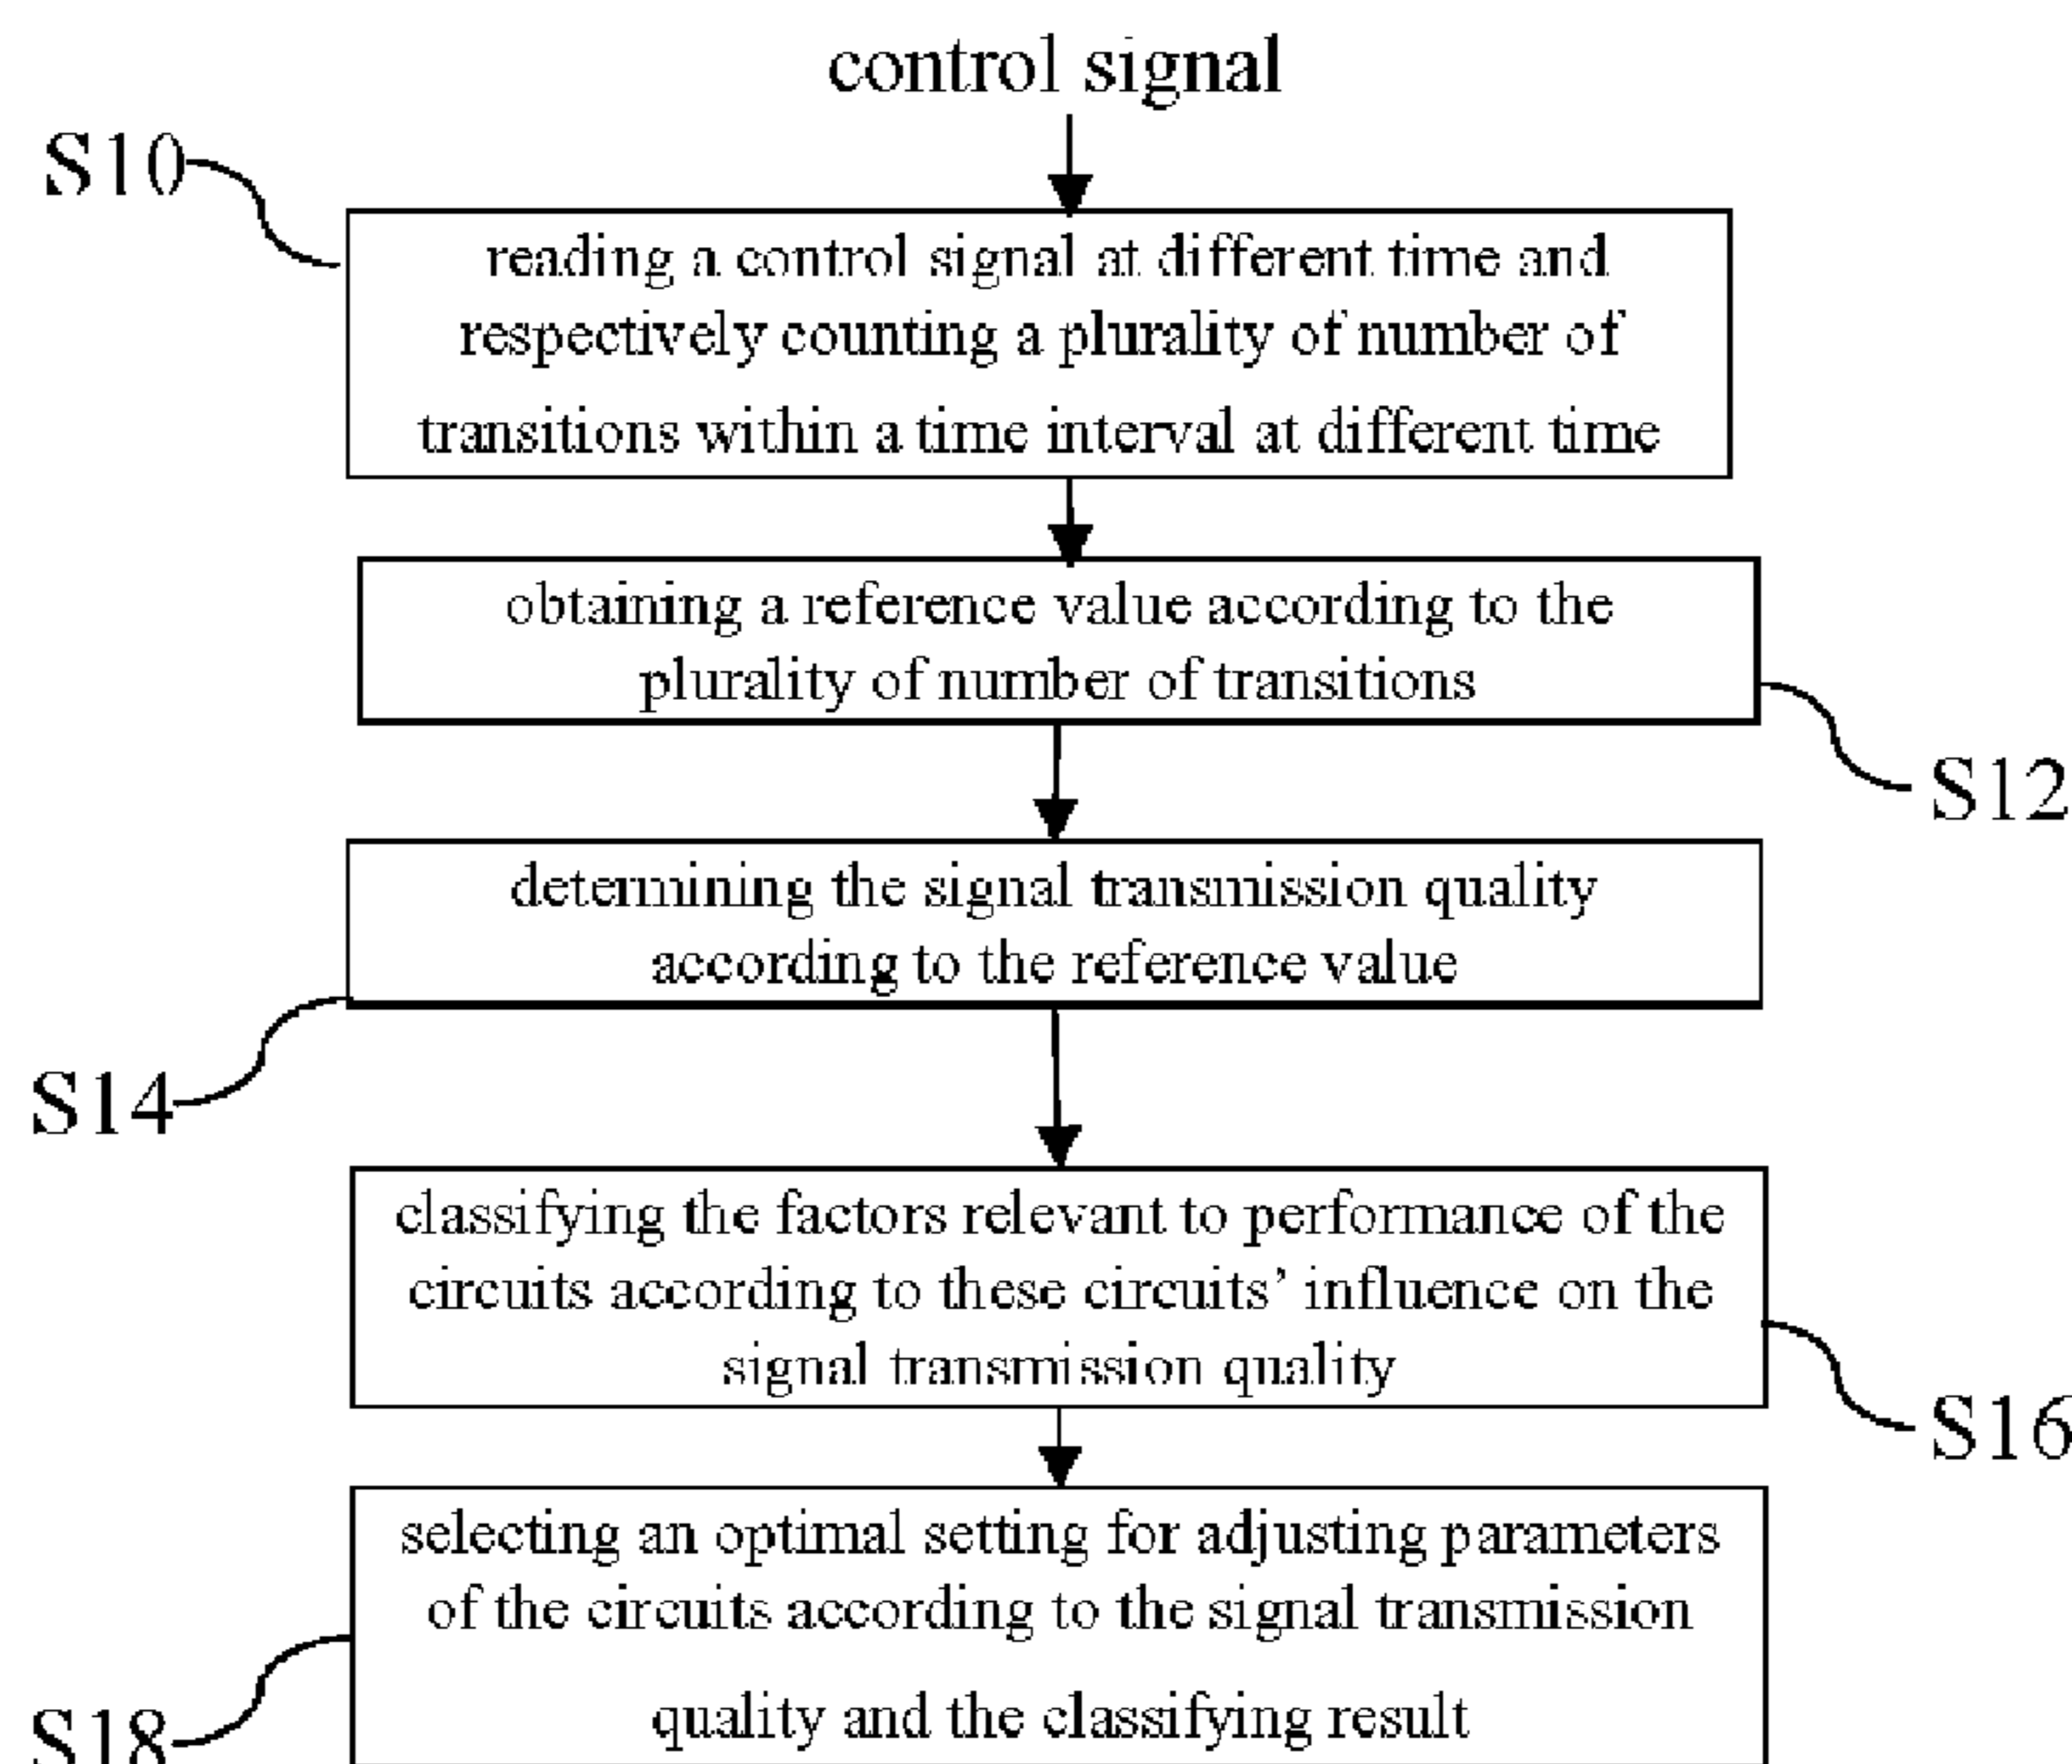 control signal
S10
reading a control signal at different time and
respectively counting a plurality of number of
transitions within a time interval at different time
obtaining a reference value according to the
plurality of number of transitions
S12
determining the signal transmission quality
according to the reference value
S14
classifying the factors relevant to performance of the
circuits according to these circuits’ influence on the
signal transmission quality
S16
selecting an optimal setting for adjusting parameters
of the circuits according to the signal transmission
quality and the classifying result
S18